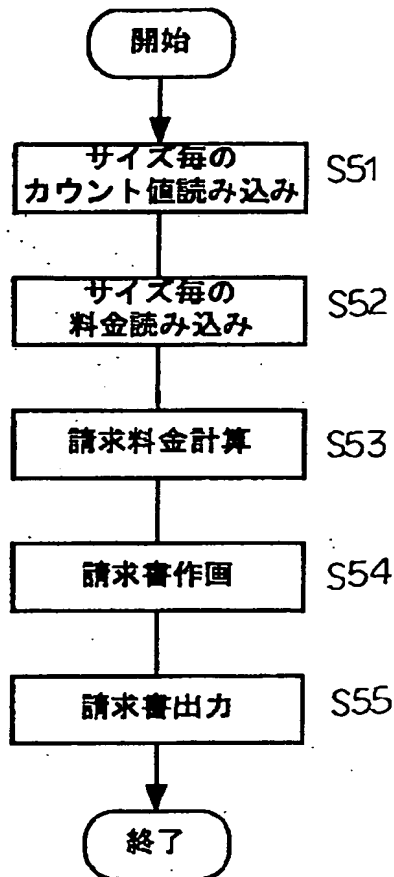 開始
サイズ毎の
カウント値読み込み
S51
サイズ毎の
料金読み込み
S52
請求料金計算
S53
請求書作画
S54
請求書出力
S55
終了